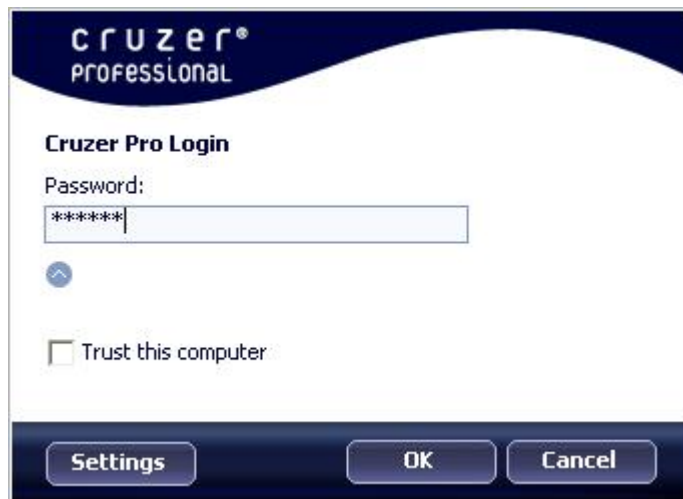 cruzer®
PROFESSIONAL
Cruzer Pro Login
Password:
******
Trust this computer
Settings OK Cancel